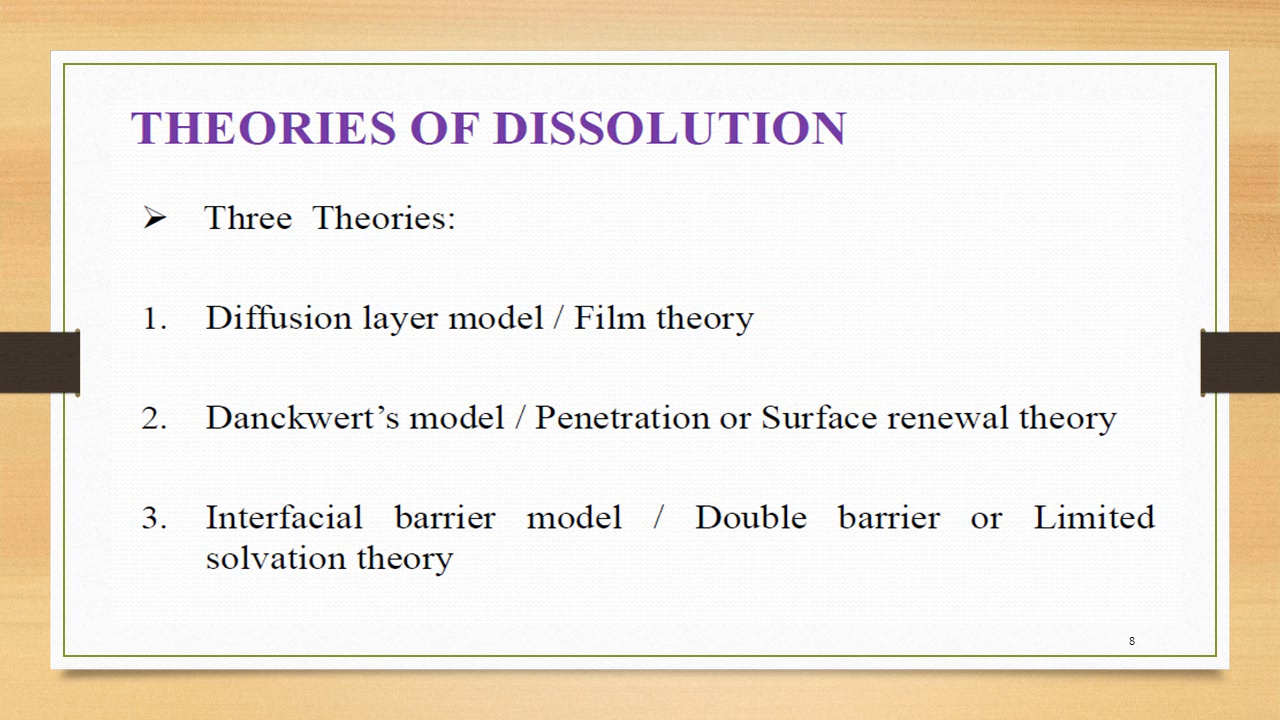 THEORIES OF DISSOLUTION
➢ Three Theories:
1. Diffusion layer model / Film theory
2. Danckwert’s model / Penetration or Surface renewal theory
3. Interfacial barrier model / Double barrier or Limited
solvation theory
8